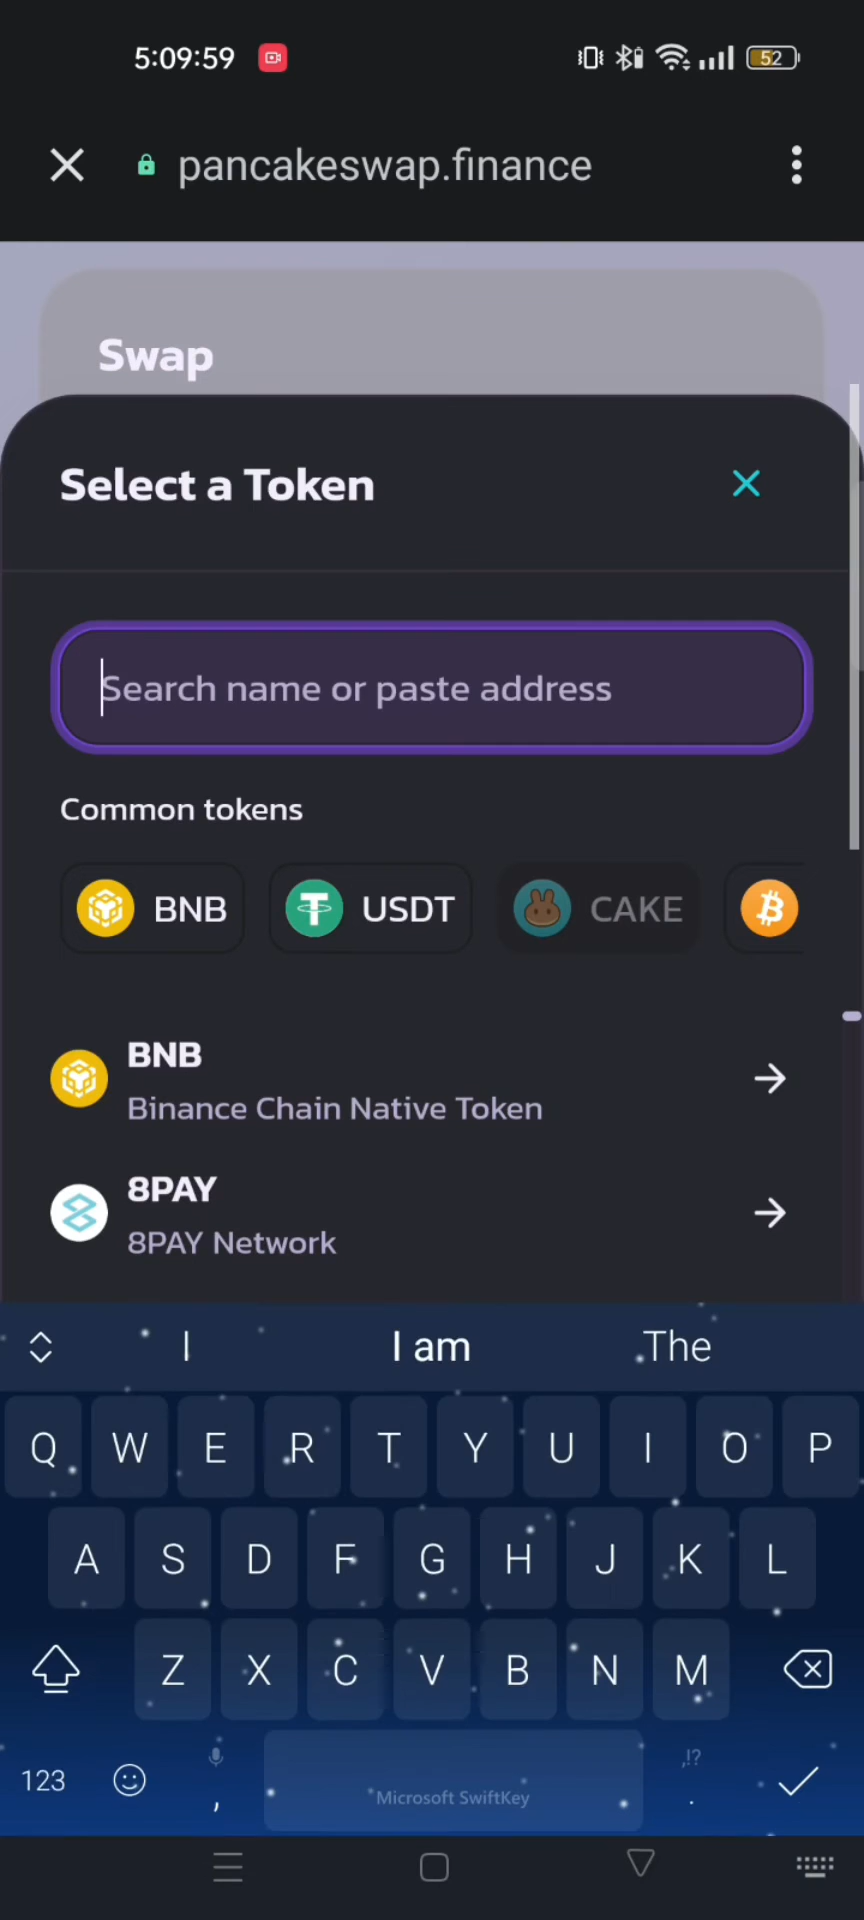 5:09:59
52
pancakeswap.finance
Swap
Select a Token
Search name or paste address
Common tokens
BNB USDT CAKE
BNB
Binance Chain Native Token
8PAY
8PAY Network
I I am The
Q W E R T Y U I O P
A S D F G H J K L
Z X C V B N M
123 , Microsoft SwiftKey ,!? .